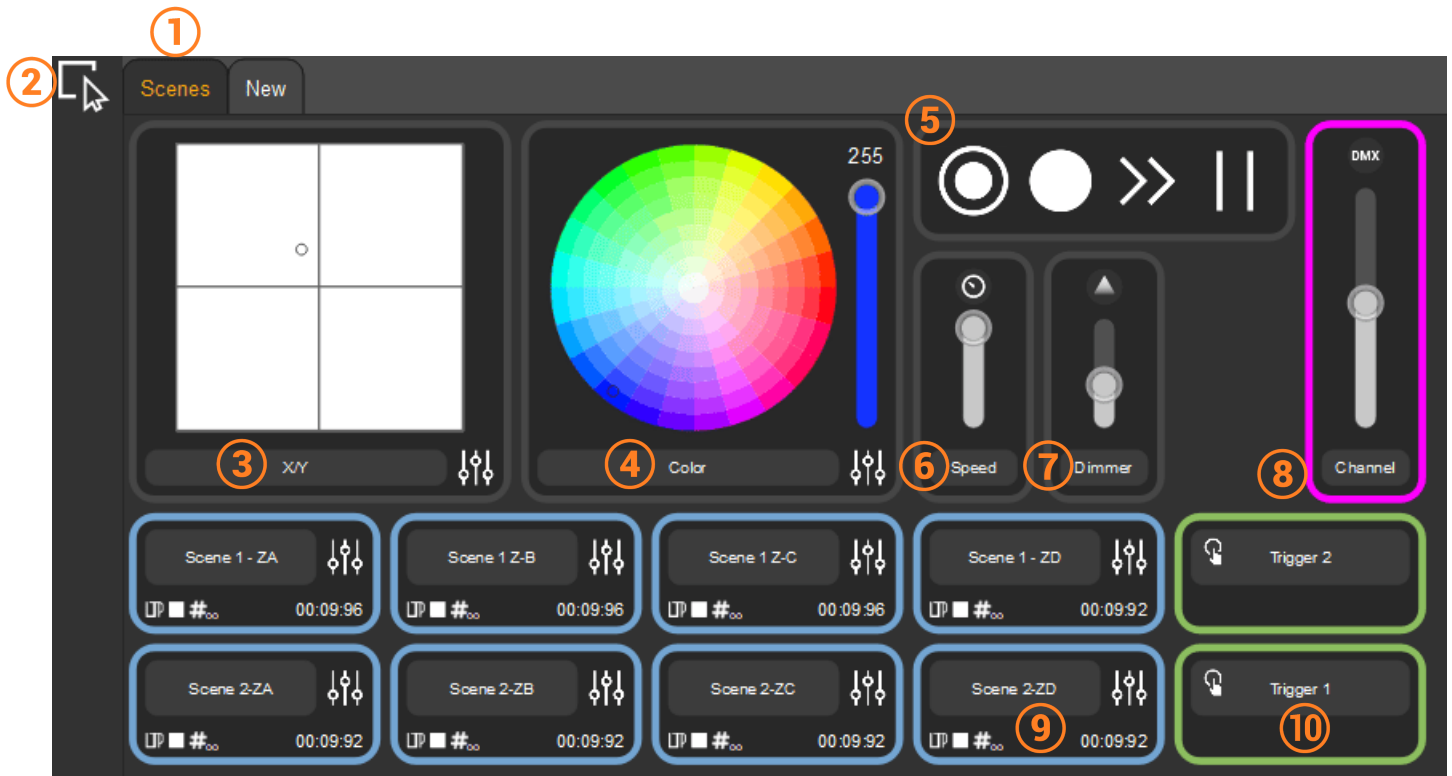 1
2
Scenes
New
5
255
DMX
3
X/Y
4
Color
6
Speed
7
Dimmer
8
Channel
Scene 1 - ZA
LTP #∞ 00:09:96
Scene 1 Z-B
LTP #∞ 00:09:96
Scene 1 Z-C
LTP #∞ 00:09:96
Scene 1 - ZD
LTP #∞ 00:09:92
Trigger 2
Scene 2-ZA
LTP #∞ 00:09:92
Scene 2-ZB
LTP #∞ 00:09:92
Scene 2-ZC
LTP #∞ 00:09:92
Scene 2-ZD
LTP #∞ 9 00:09:92
Trigger 1
10